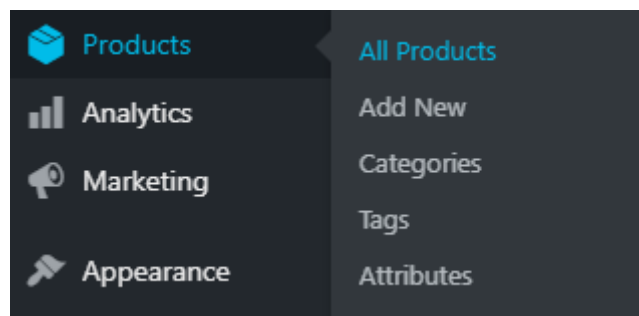 Products
Analytics
Marketing
Appearance
All Products
Add New
Categories
Tags
Attributes